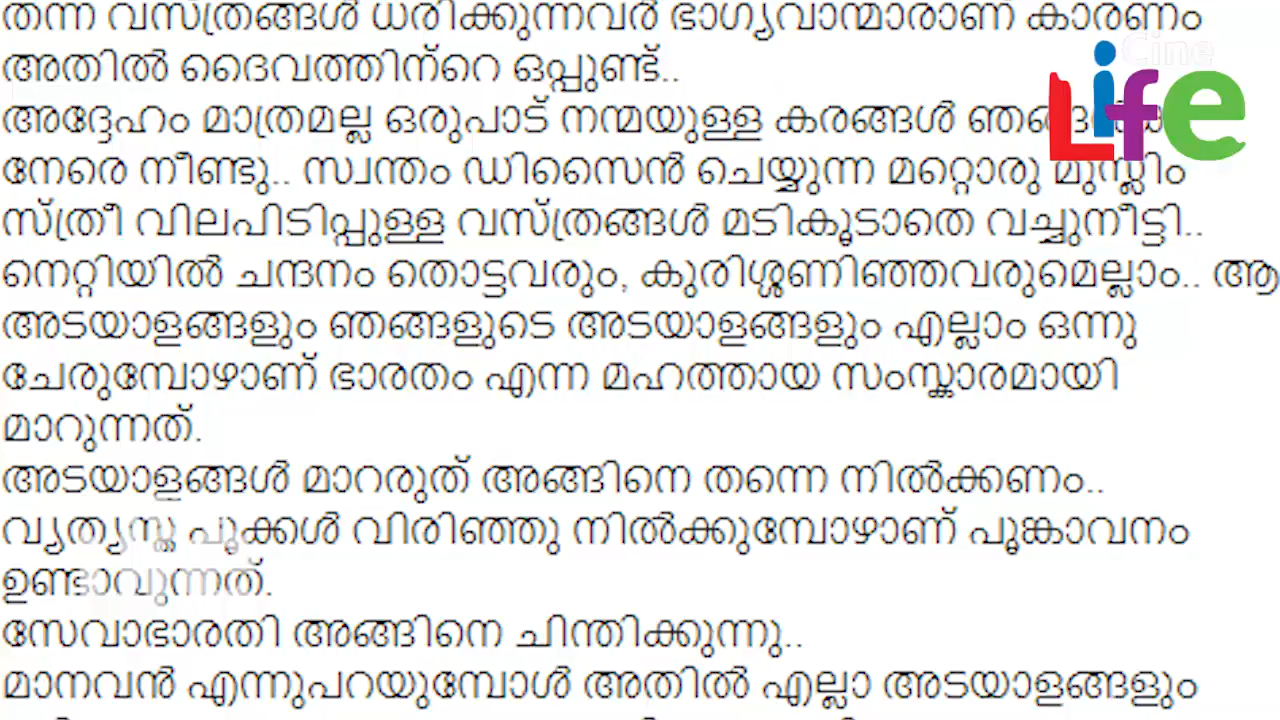 തന്ന വസ്ത്രങ്ങൾ ധരിക്കുന്നവർ ഭാഗ്യവാന്മാരാണ് കാരണം
അതിൽ ദൈവത്തിന്റെ ഒപ്പുണ്ട്..
Cine
Life
അദ്ദേഹം മാത്രമല്ല ഒരുപാട് നന്മയുള്ള കരങ്ങൾ
നേരെ നീണ്ടു.. സ്വന്തം ഡിസൈൻ ചെയ്യുന്ന മറ്റൊരു മുസ്ലിം
സ്ത്രീ വിലപിടിപ്പുള്ള വസ്ത്രങ്ങൾ മടികൂടാതെ വച്ചുനീട്ടി..
നെറ്റിയിൽ ചന്ദനം തൊട്ടവരും, കുരിശ്ശണിഞ്ഞവരുമെല്ലാം.. ആ
അടയാളങ്ങളും ഞങ്ങളുടെ അടയാളങ്ങളും എല്ലാം ഒന്നു
ചേരുമ്പോഴാണ് ഭാരതം എന്ന മഹത്തായ സംസ്കാരമായി
മാറുന്നത്.
അടയാളങ്ങൾ മാറരുത് അങ്ങിനെ തന്നെ നിൽക്കണം..
വ്യത്യസ്ത പൂക്കൾ വിരിഞ്ഞു നിൽക്കുമ്പോഴാണ് പൂങ്കാവനം
ഉണ്ടാവുന്നത്.
സേവാഭാരതി അങ്ങിനെ ചിന്തിക്കുന്നു..
മാനവൻ എന്നുപറയുമ്പോൾ അതിൽ എല്ലാ അടയാളങ്ങളും